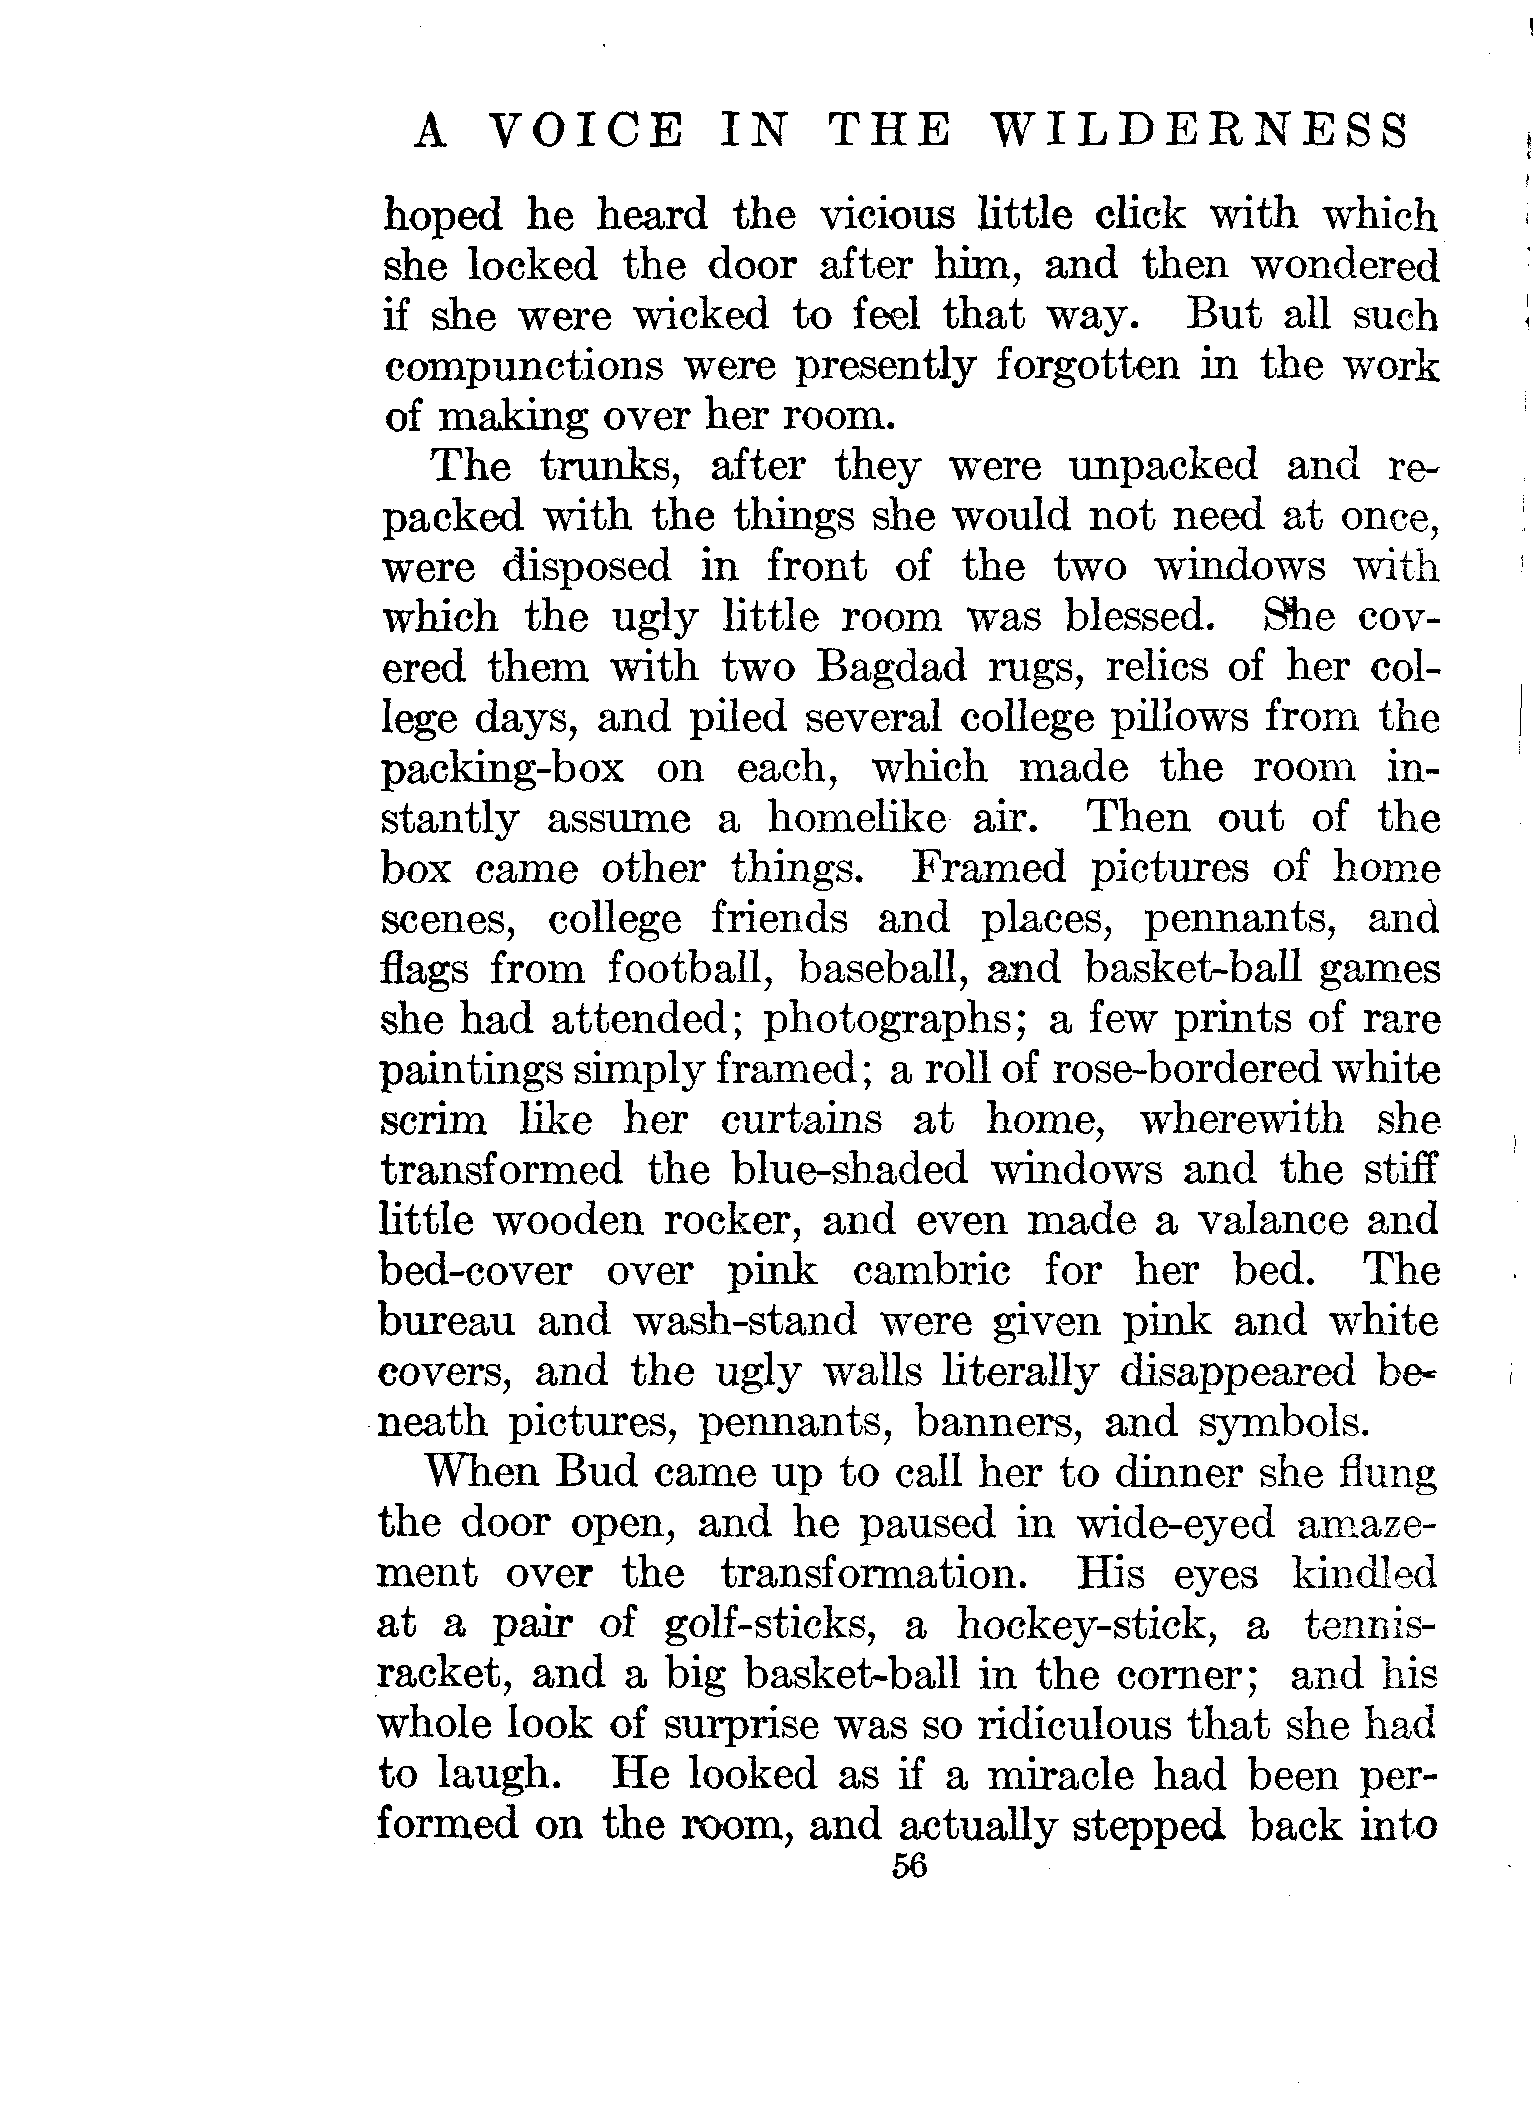 A VOICE IN THE WILDERNESS
hoped he heard the vicious little click with which
she locked the door after him, and then wondered
if she were wicked to feel that way. But all such
compunctions were presently forgotten in the work
of making over her room.
The trunks, after they were unpacked and re-
packed with the things she would not need at once,
were disposed in front of the two windows with
which the ugly little room was blessed. She cov-
ered them with two Bagdad rugs, relics of her col-
lege days, and piled several college pillows from the
packing-box on each, which made the room in-
stantly assume a homelike air. Then out of the
box came other things. Framed pictures of home
scenes, college friends and places, pennants, and
flags from football, baseball, and basket-ball games
she had attended; photographs; a few prints of rare
paintings simply framed; a roll of rose-bordered white
scrim like her curtains at home, wherewith she
transformed the blue-shaded windows and the stiff
little wooden rocker, and even made a valance and
bed-cover over pink cambric for her bed. The
bureau and wash-stand were given pink and white
covers, and the ugly walls literally disappeared be-
neath pictures, pennants, banners, and symbols.
When Bud came up to call her to dinner she flung
the door open, and he paused in wide-eyed amaze-
ment over the transformation. His eyes kindled
at a pair of golf-sticks, a hockey-stick, a tennis-
racket, and a big basket-ball in the corner; and his
whole look of surprise was so ridiculous that she had
to laugh. He looked as if a miracle had been per-
formed on the room, and actually stepped back into
56